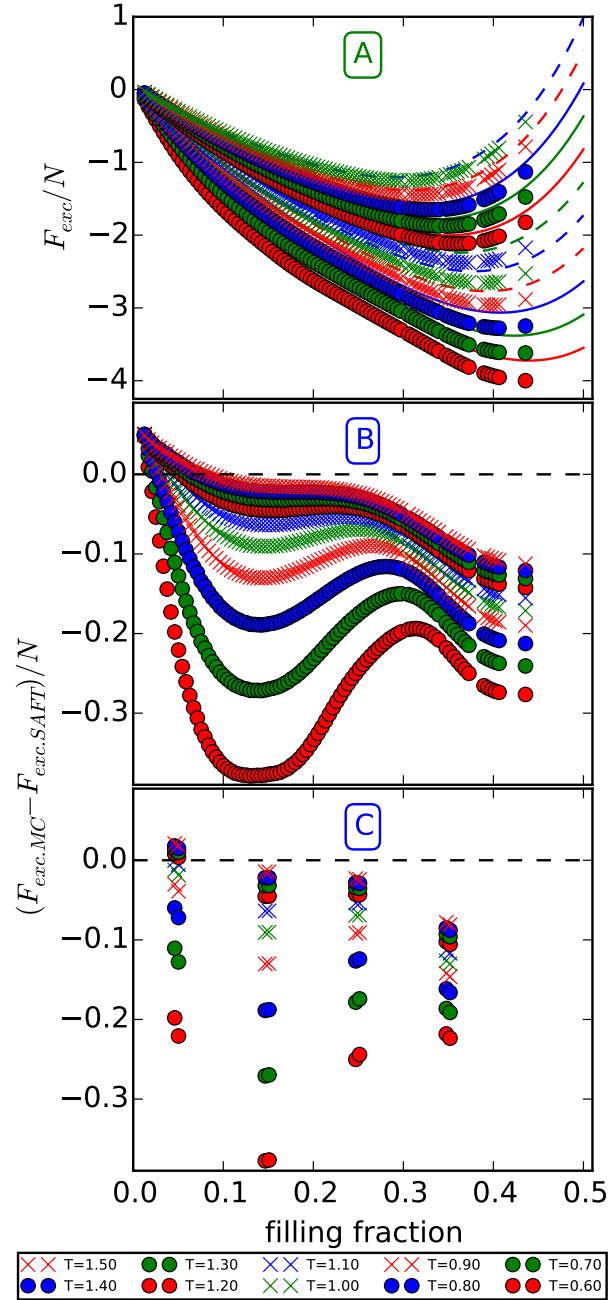 A
1
0
−1
−2
−3
−4
F_exc/N
B
0.0
−0.1
−0.2
−0.3
(F_exc.MC−F_exc.SAFT)/N
C
0.0
−0.1
−0.2
−0.3
0.0 0.1 0.2 0.3 0.4 0.5
filling fraction
T=1.50 T=1.30 T=1.10 T=0.90 T=0.70
T=1.40 T=1.20 T=1.00 T=0.80 T=0.60